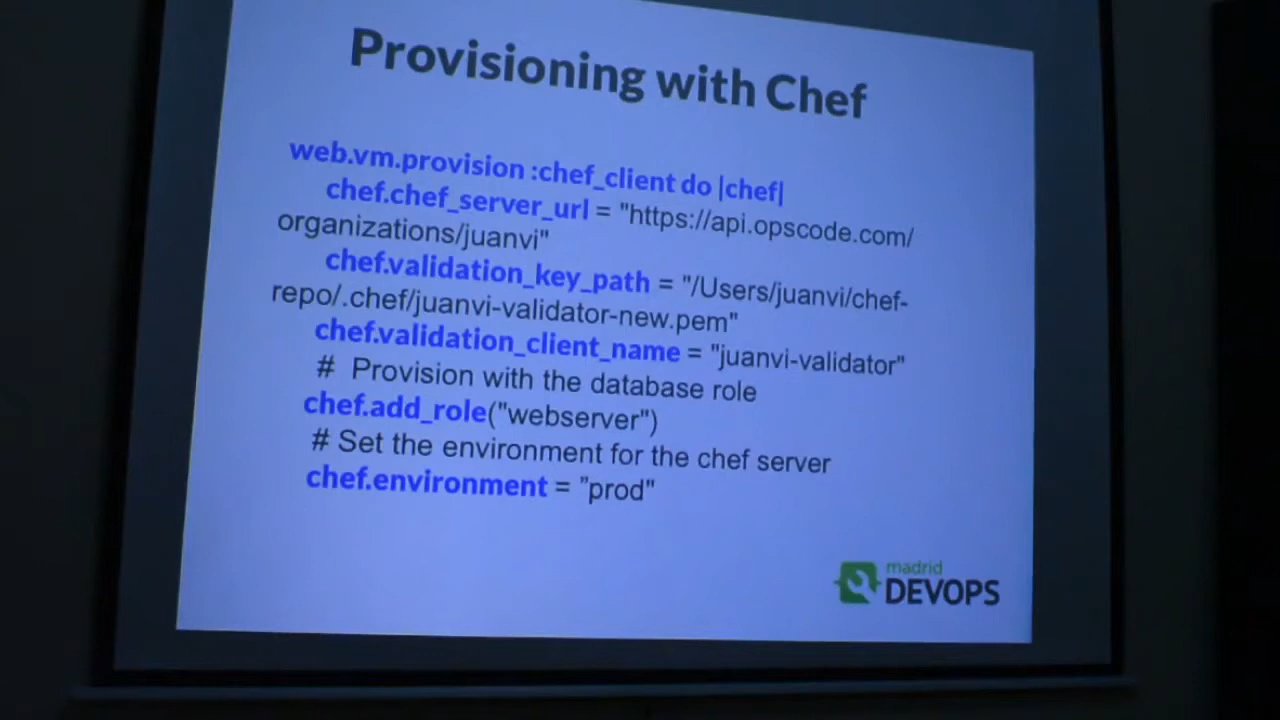 Provisioning with Chef
web.vm.provision :chef_client do |chef|
chef.chef_server_url = "https://api.opscode.com/
organizations/juanvi"
chef.validation_key_path = "/Users/juanvi/chef-
repo/.chef/juanvi-validator-new.pem"
chef.validation_client_name = "juanvi-validator"
# Provision with the database role
chef.add_role("webserver")
# Set the environment for the chef server
chef.environment = "prod"
madrid
DEVOPS